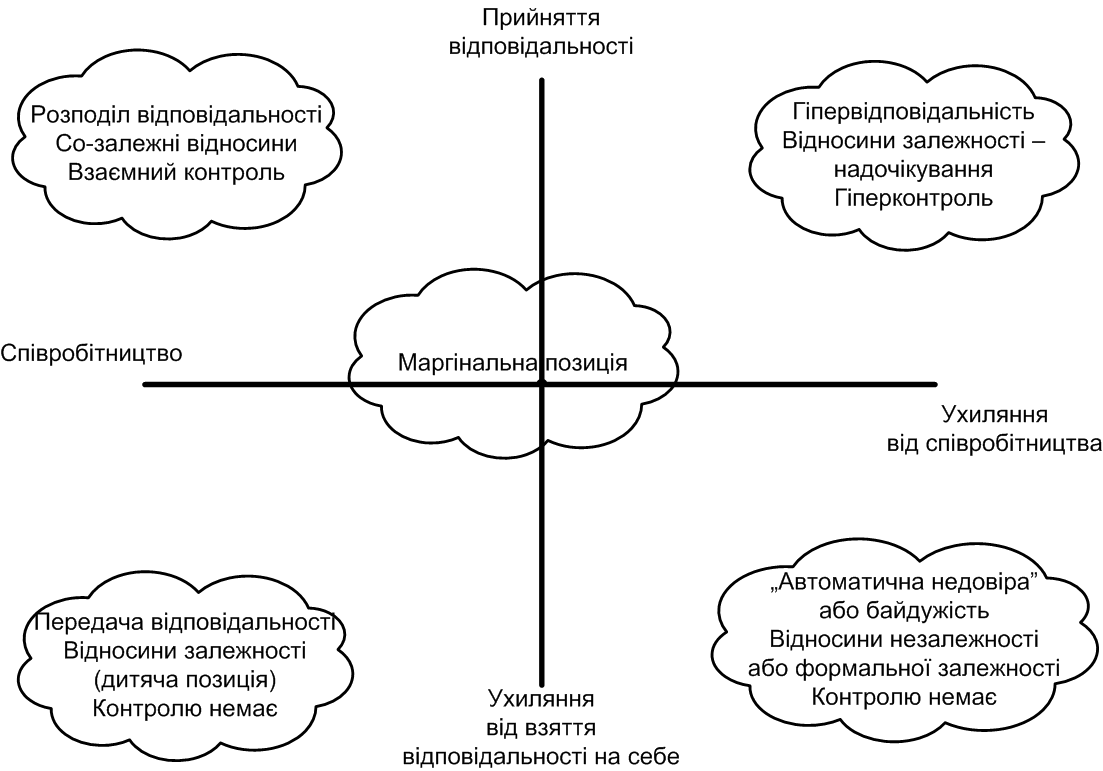 Прийняття
відповідальності
Розподіл відповідальності
Со-залежні відносини
Взаємний контроль
Гіпервідповідальність
Відносини залежності –
надочікування
Гіперконтроль
Співробітництво
Маргінальна позиція
Ухиляння
від співробітництва
Передача відповідальності
Відносини залежності
(дитяча позиція)
Контролю немає
„Автоматична недовіра”
або байдужість
Відносини незалежності
або формальної залежності
Контролю немає
Ухиляння
від взяття
відповідальності на себе